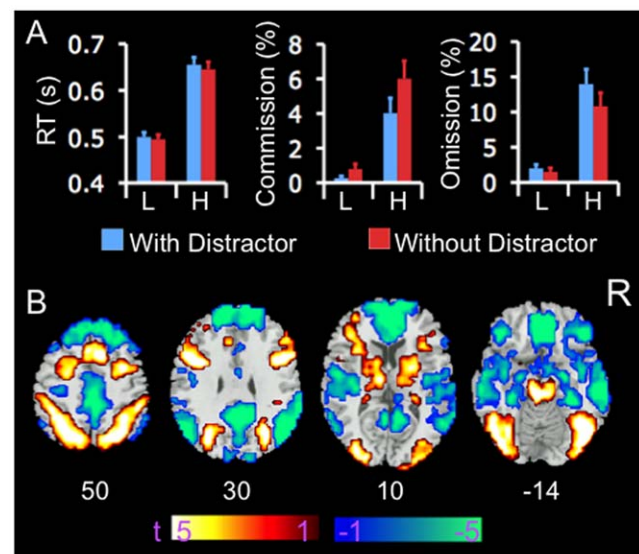 A
RT (s)
0.7
0.6
0.5
0.4
L H
Commission (%)
8
6
4
2
0
L H
Omission (%)
20
15
10
5
0
L H
With Distractor Without Distractor
B R
50 30 10 -14
t 5 1 -1 -5